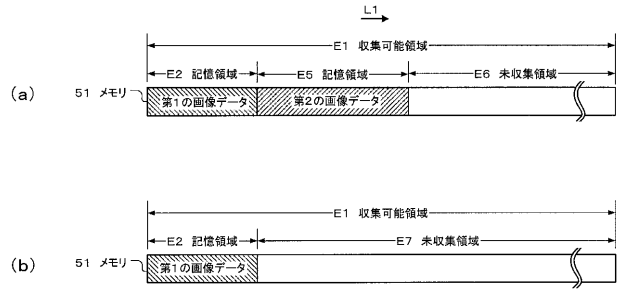 L1
E1 収集可能領域
E2 記憶領域
E5 記憶領域
E6 未収集領域
(a)
51 メモリ
第1の画像データ
第2の画像データ
E1 収集可能領域
E2 記憶領域
E7 未収集領域
(b)
51 メモリ
第1の画像データ